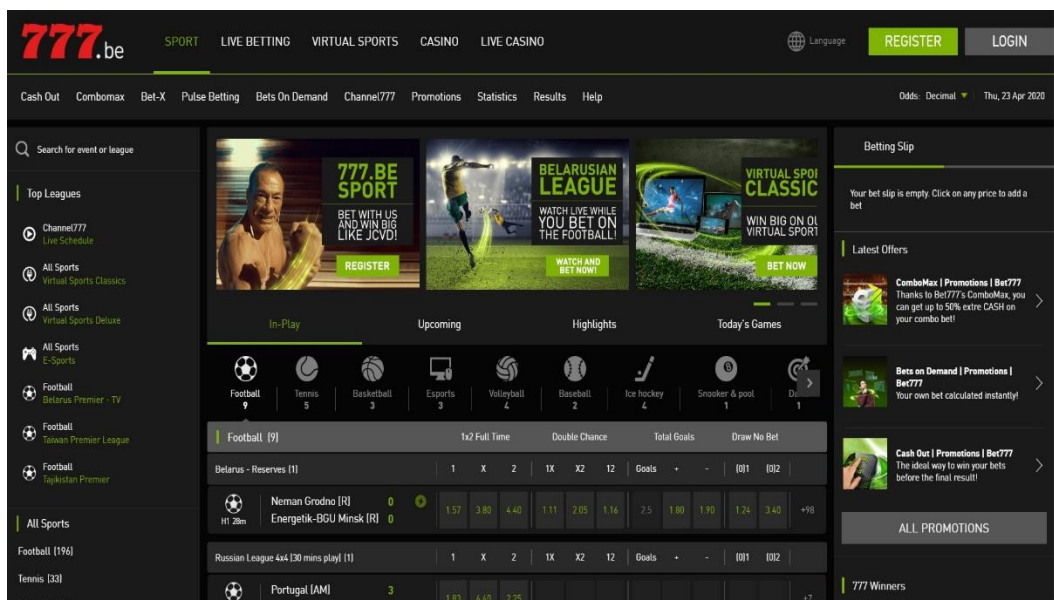 777.be
SPORT LIVE BETTING VIRTUAL SPORTS CASINO LIVE CASINO
Language
REGISTER
LOGIN
Cash Out Combomax Bet-X Pulse Betting Bets On Demand Channel777 Promotions Statistics Results Help
Odds: Decimal
Thu, 23 Apr 2020
Search for event or league
Top Leagues
Channel777
Live Schedule
All Sports
Virtual Sports Classics
All Sports
Virtual Sports Deluxe
All Sports
E-Sports
Football
Belarus Premier - TV
Football
Taiwan Premier League
Football
Tajikistan Premier
All Sports
Football (196)
Tennis (33)
777.BE
SPORT
BET WITH US
AND WIN BIG
LIKE JCVD!
REGISTER
BELARUSIAN
LEAGUE
WATCH LIVE WHILE
YOU BET ON
THE FOOTBALL!
WATCH AND
BET NOW!
VIRTUAL SPO
CLASSIC
WIN BIG ON
VIRTUAL SPORT
BET NOW
In-Play Upcoming Highlights Today's Games
Football Tennis Basketball Esports Volleyball Baseball Ice hockey Snooker & pool
9 5 3 3 4 2 4 1 1
Football (9) 1x2 Full Time Double Chance Total Goals Draw No Bet
Belarus - Reserves (1) 1 X 2 1X X2 12 Goals + - (0)1 (0)2
H1 28m
Neman Grodno (R) 0
Energetik-BGU Minsk (R) 0
1.57 3.80 4.40 1.11 2.05 1.16 2.5 1.80 1.90 1.24 3.40 +98
Russian League 4x4 (30 mins play) (1) 1 X 2 1X X2 12 Goals + - (0)1 (0)2
Portugal (AM) 3
Betting Slip
Your bet slip is empty. Click on any price to add a
bet
Latest Offers
ComboMax | Promotions | Bet777
Thanks to Bet777's ComboMax, you
can get up to 50% extre CASH on
your combo bet!
Bets on Demand | Promotions |
Bet777
Your own bet calculated instantly!
Cash Out | Promotions | Bet777
The ideal way to win your bets
before the final result!
ALL PROMOTIONS
777 Winners